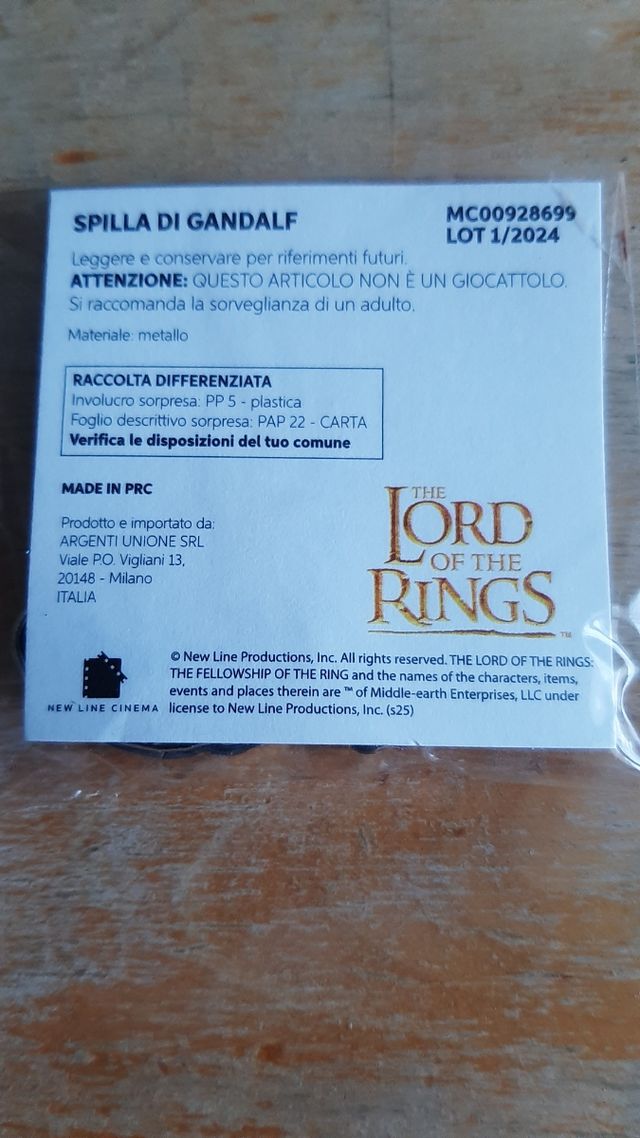 SPILLA DI GANDALF
MC00928699
LOT 1/2024
Leggere e conservare per riferimenti futuri.
ATTENZIONE: QUESTO ARTICOLO NON È UN GIOCATTOLO.
Si raccomanda la sorveglianza di un adulto.
Materiale: metallo
RACCOLTA DIFFERENZIATA
Involucro sorpresa: PP 5 - plastica
Foglio descrittivo sorpresa: PAP 22 - CARTA
Verifica le disposizioni del tuo comune
MADE IN PRC
Prodotto e importato da:
ARGENTI UNIONE SRL
Viale P.O. Vigliani 13,
20148 - Milano
ITALIA
THE
LORD
OF THE
RINGS
™
NEW LINE CINEMA
© New Line Productions, Inc. All rights reserved. THE LORD OF THE RINGS:
THE FELLOWSHIP OF THE RING and the names of the characters, items,
events and places therein are ™ of Middle-earth Enterprises, LLC under
license to New Line Productions, Inc. (s25)